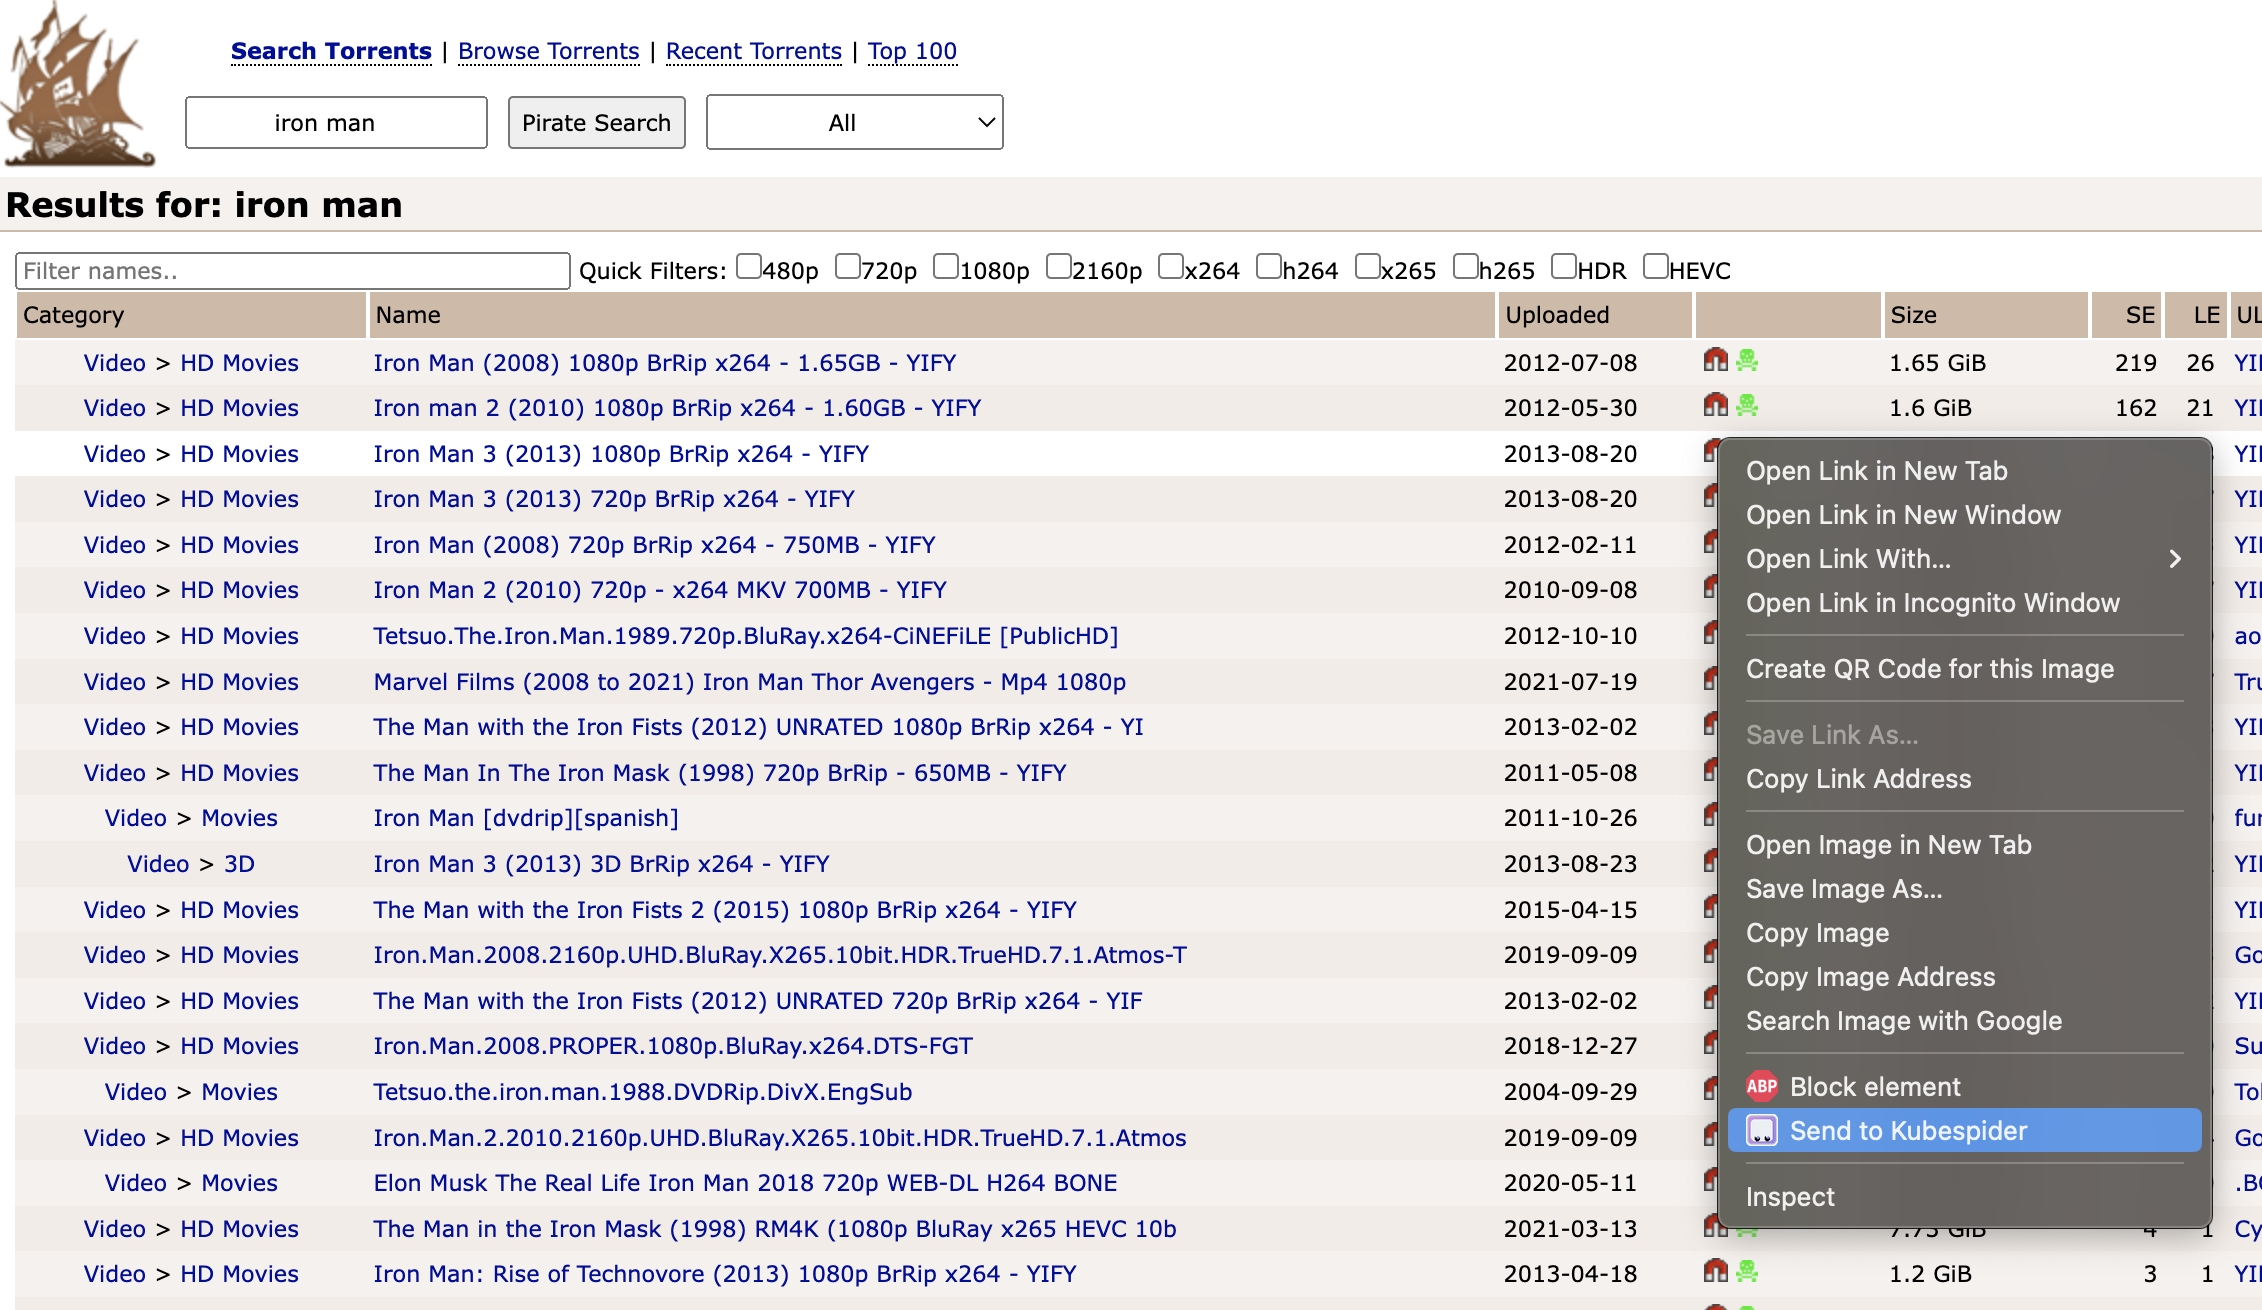 Search Torrents | Browse Torrents | Recent Torrents | Top 100
iron man Pirate Search All
Results for: iron man
Filter names.. Quick Filters: 480p 720p 1080p 2160p x264 h264 x265 h265 HDR HEVC
Category Name Uploaded Size SE LE UL
Video > HD Movies Iron Man (2008) 1080p BrRip x264 - 1.65GB - YIFY 2012-07-08 1.65 GiB 219 26
Video > HD Movies Iron man 2 (2010) 1080p BrRip x264 - 1.60GB - YIFY 2012-05-30 1.6 GiB 162 21
Video > HD Movies Iron Man 3 (2013) 1080p BrRip x264 - YIFY 2013-08-20
Video > HD Movies Iron Man 3 (2013) 720p BrRip x264 - YIFY 2013-08-20
Video > HD Movies Iron Man (2008) 720p BrRip x264 - 750MB - YIFY 2012-02-11
Video > HD Movies Iron Man 2 (2010) 720p - x264 MKV 700MB - YIFY 2010-09-08
Video > HD Movies Tetsuo.The.Iron.Man.1989.720p.BluRay.x264-CiNEFiLE [PublicHD] 2012-10-10
Video > HD Movies Marvel Films (2008 to 2021) Iron Man Thor Avengers - Mp4 1080p 2021-07-19
Video > HD Movies The Man with the Iron Fists (2012) UNRATED 1080p BrRip x264 - YI 2013-02-02
Video > HD Movies The Man In The Iron Mask (1998) 720p BrRip - 650MB - YIFY 2011-05-08
Video > Movies Iron Man [dvdrip][spanish] 2011-10-26
Video > 3D Iron Man 3 (2013) 3D BrRip x264 - YIFY 2013-08-23
Video > HD Movies The Man with the Iron Fists 2 (2015) 1080p BrRip x264 - YIFY 2015-04-15
Video > HD Movies Iron.Man.2008.2160p.UHD.BluRay.X265.10bit.HDR.TrueHD.7.1.Atmos-T 2019-09-09
Video > HD Movies The Man with the Iron Fists (2012) UNRATED 720p BrRip x264 - YIF 2013-02-02
Video > HD Movies Iron.Man.2008.PROPER.1080p.BluRay.x264.DTS-FGT 2018-12-27
Video > Movies Tetsuo.the.iron.man.1988.DVDRip.DivX.EngSub 2004-09-29
Video > HD Movies Iron.Man.2.2010.2160p.UHD.BluRay.X265.10bit.HDR.TrueHD.7.1.Atmos 2019-09-09
Video > Movies Elon Musk The Real Life Iron Man 2018 720p WEB-DL H264 BONE 2020-05-11
Video > HD Movies The Man in the Iron Mask (1998) RM4K (1080p BluRay x265 HEVC 10b 2021-03-13 7.73 GiB 4 1 Cy
Video > HD Movies Iron Man: Rise of Technovore (2013) 1080p BrRip x264 - YIFY 2013-04-18 1.2 GiB 3 1
Open Link in New Tab
Open Link in New Window
Open Link With...
Open Link in Incognito Window
Create QR Code for this Image
Save Link As...
Copy Link Address
Open Image in New Tab
Save Image As...
Copy Image
Copy Image Address
Search Image with Google
ABP Block element
Send to Kubespider
Inspect